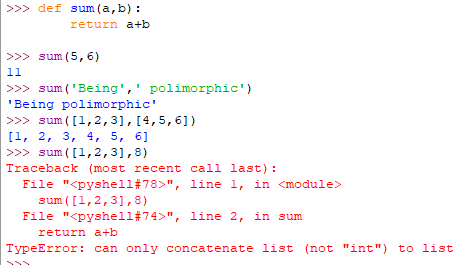 >>> def sum(a,b):
        return a+b

>>> sum(5,6)
11
>>> sum('Being',' polimorphic')
'Being polimorphic'
>>> sum([1,2,3],[4,5,6])
[1, 2, 3, 4, 5, 6]
>>> sum([1,2,3],8)
Traceback (most recent call last):
  File "<pyshell#78>", line 1, in <module>
    sum([1,2,3],8)
  File "<pyshell#74>", line 2, in sum
    return a+b
TypeError: can only concatenate list (not "int") to list
>>>